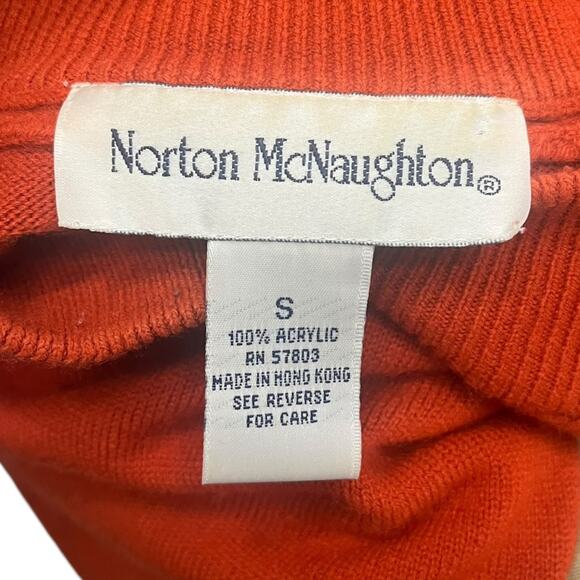 Norton McNaughton®
S
100% ACRYLIC
RN 57803
MADE IN HONG KONG
SEE REVERSE
FOR CARE